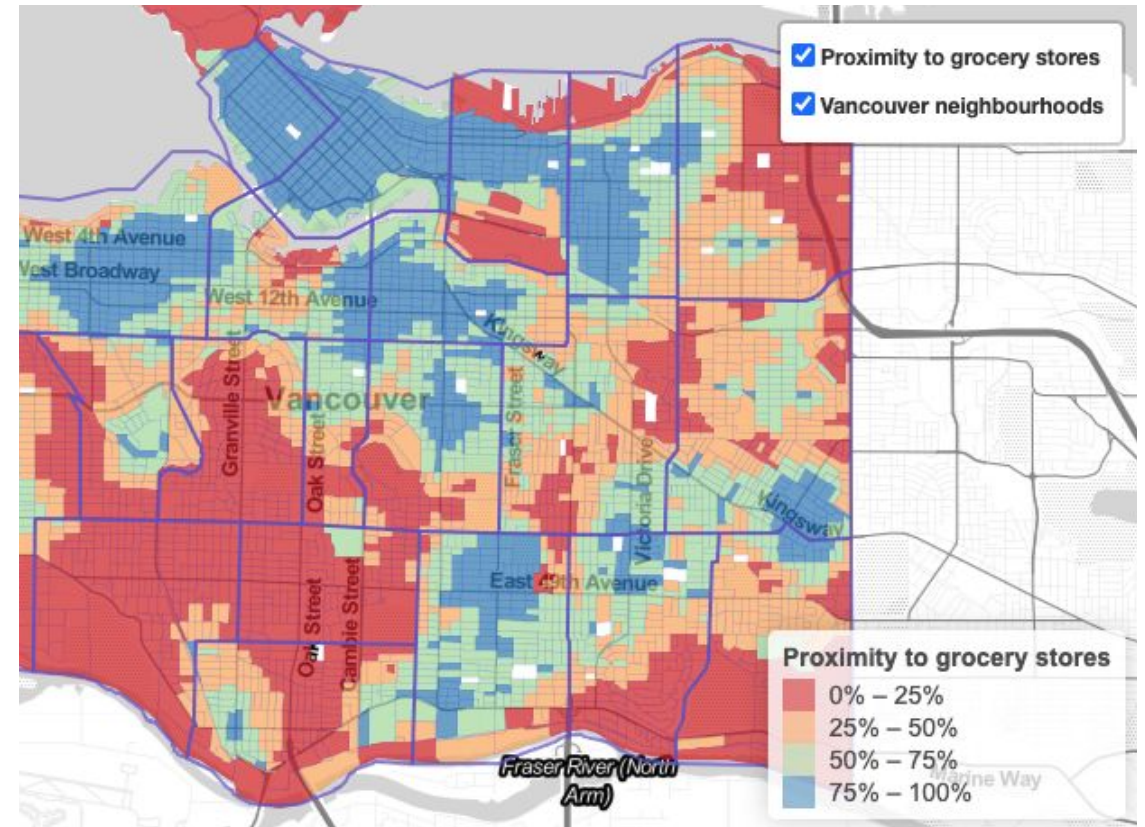 Proximity to grocery stores
Vancouver neighbourhoods
West 4th Avenue
West Broadway
West 12th Avenue
Kingsway
Granville Street
Vancouver
Oak Street
Fraser Street
Victoria Drive
Kingsway
East 49th Avenue
Oak Street
Cambie Street
Proximity to grocery stores
0% – 25%
25% – 50%
50% – 75%
75% – 100%
Fraser River (North
Arm)
Marine Way